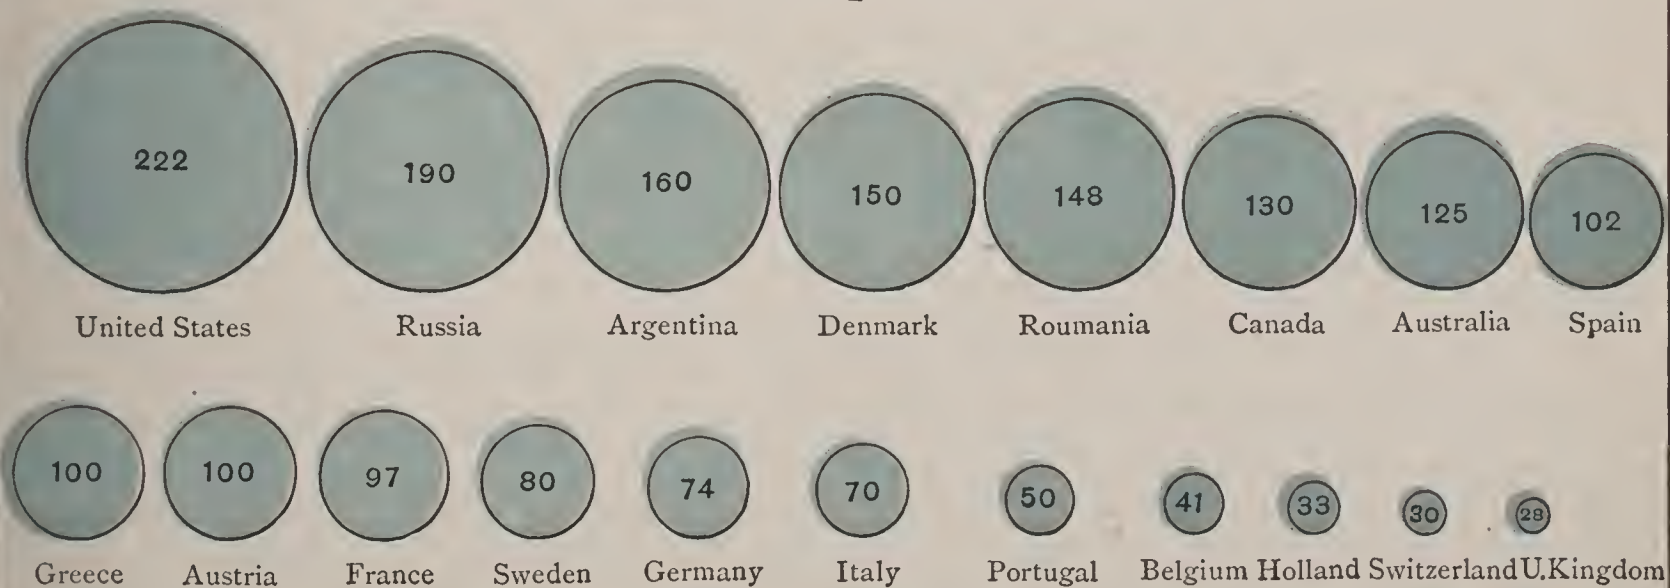 222 190 160 150 148 130 125 102
United States Russia Argentina Denmark Roumania Canada Australia Spain
100 100 97 80 74 70 50 41 33 30 28
Greece Austria France Sweden Germany Italy Portugal Belgium Holland Switzerland U.Kingdom